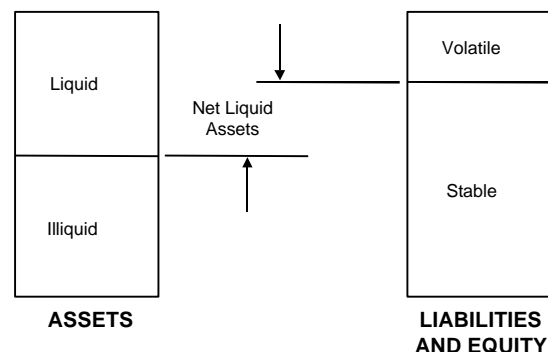 Liquid
Net Liquid
Assets
Illiquid
ASSETS
Volatile
Stable
LIABILITIES
AND EQUITY